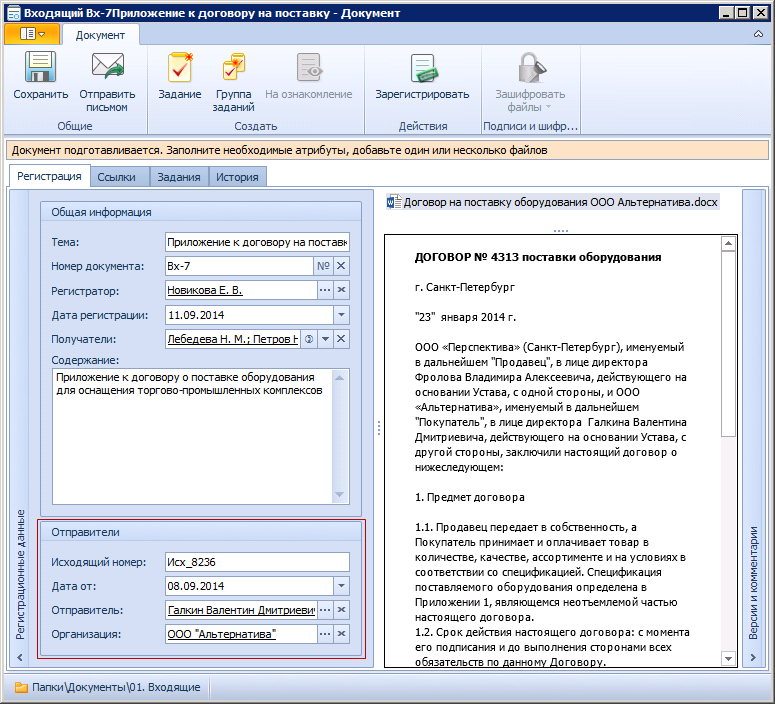 Входящий Вх-7Приложение к договору на поставку - Документ
Документ
Сохранить
Отправить
письмом
Общие
Задание
Группа
заданий
На ознакомление
Создать
Зарегистрировать
Действия
Зашифровать
файлы
Подписи и шифр...
Документ подготавливается. Заполните необходимые атрибуты, добавьте один или несколько файлов
Регистрация
Ссылки
Задания
История
Регистрационные данные
Общая информация
Тема: Приложение к договору на постав
Номер документа: Вх-7 №
Регистратор: Новикова Е. В. ...
Дата регистрации: 11.09.2014
Получатели: Лебедева Н. М.; Петров
Содержание:
Приложение к договору о поставке оборудования
для оснащения торгово-промышленных комплексов
Отправители
Исходящий номер: Исх_8236
Дата от: 08.09.2014
Отправитель: Галкин Валентин Дмитриеви ...
Организация: ООО "Альтернатива" ...
Договор на поставку оборудования ООО Альтернатива.docx
ДОГОВОР № 4313 поставки оборудования
г. Санкт-Петербург
"23" января 2014 г.
ООО «Перспектива» (Санкт-Петербург), именуемый
в дальнейшем "Продавец", в лице директора
Фролова Владимира Алексеевича, действующего на
основании Устава, с одной стороны, и ООО
«Альтернатива», именуемый в дальнейшем
"Покупатель", в лице директора Галкина Валентина
Дмитриевича, действующего на основании Устава, с
другой стороны, заключили настоящий договор о
нижеследующем:
1. Предмет договора
1.1. Продавец передает в собственность, а
Покупатель принимает и оплачивает товар в
количестве, качестве, ассортименте и на условиях в
соответствии со спецификацией. Спецификация
поставляемого оборудования определена в
Приложении 1, являющемся неотъемлемой частью
настоящего договора.
1.2. Срок действия настоящего договора: с момента
его подписания и до выполнения сторонами всех
обязательств по данному Договору.
Версии и комментарии
Папки\Документы\01. Входящие